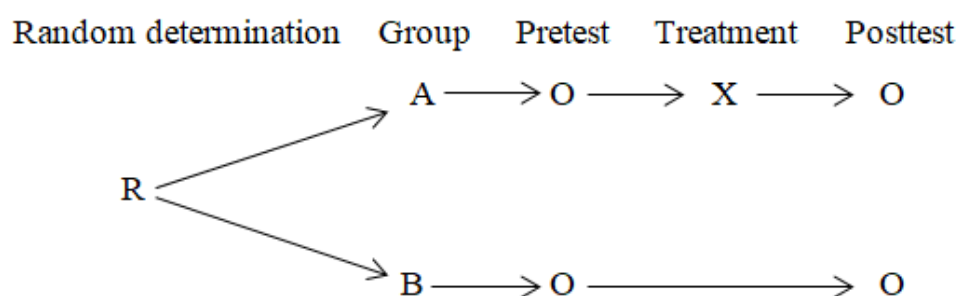 Random determination Group Pretest Treatment Posttest
A O X O
R
B O O